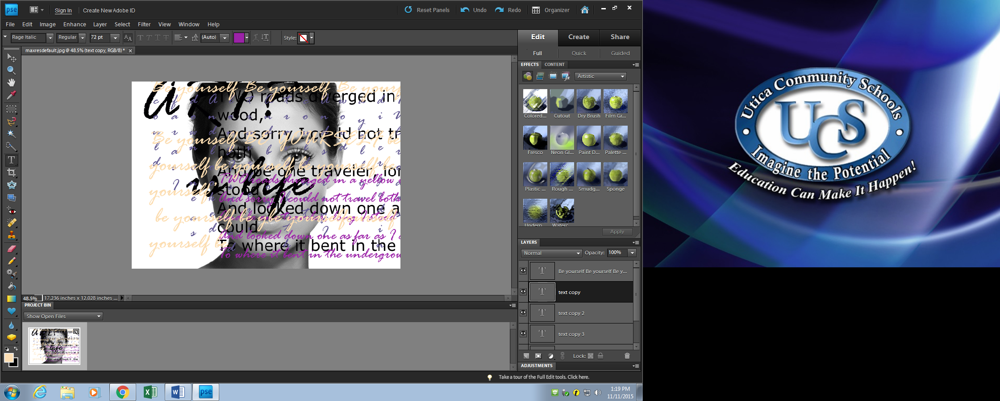 pse
Sign In
Create New Adobe ID
Reset Panels
Undo
Redo
Organizer
File Edit Image Enhance Layer Select Filter View Window Help
Rage Italic
Regular
72 pt
(Auto)
Style:
Edit
Create
Share
maxresdefault.jpg @ 48.5% (text copy, RGB/8) *
Full
Quick
Guided
EFFECTS
CONTENT
Artistic
Colored...
Cutout
Dry Brush
Film Gr...
Fresco
Neon Gl...
Paint D...
Palette ...
Plastic ...
Rough ...
Smudg...
Sponge
Undern
Waterc
Apply
Be yourself Be yourself Be your
TWO roads diverged in
wood,
And sorry I could not tr
Be yourself BE YOURSELF be
both
yourself be yourself be yourself be
And be one traveler, lon
TWO roads diverged in a yellow
in life
yourself
stood
And sorry I could not travel both
And looked down one a
be yourself be ybe yourselfourself
could
And looked down one as far as I
yourself be
To where it bent in the
To where it bent in the undergrou
LAYERS
Normal
Opacity: 100%
Be yourself Be yourself Be y...
text copy
text copy 2
text copy 3
Lock:
ADJUSTMENTS
48.5%
17.236 inches x 12.028 inches ...
PROJECT BIN
Show Open Files
Take a tour of the Full Edit tools. Click here.
pse
1:19 PM
11/11/2015
Utica Community Schools
UCS
Imagine the Potential
Education Can Make It Happen!